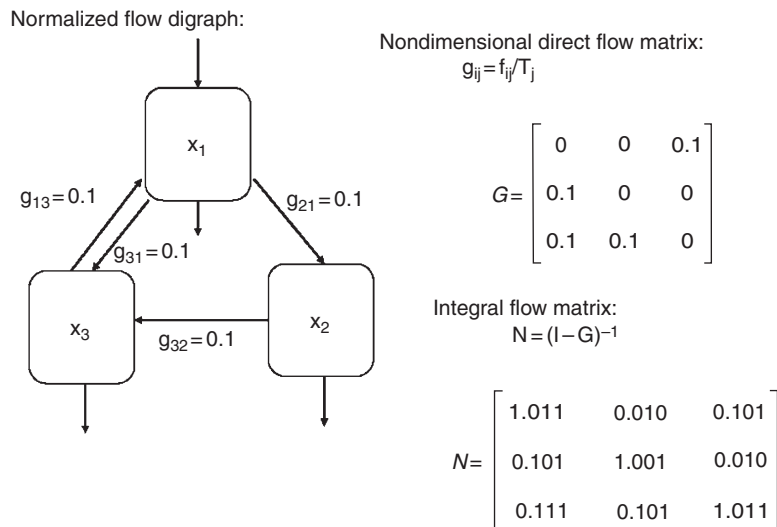 Normalized flow digraph:
x₁
g₁₃=0.1
g₂₁=0.1
g₃₁=0.1
x₃
x₂
g₃₂=0.1
Nondimensional direct flow matrix:
gᵢⱼ=fᵢⱼ/Tⱼ
G=
0 0 0.1
0.1 0 0
0.1 0.1 0
Integral flow matrix:
N=(I−G)⁻¹
N=
1.011 0.010 0.101
0.101 1.001 0.010
0.111 0.101 1.011